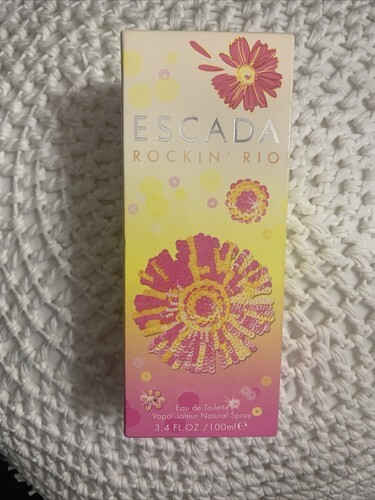 ESCADA
ROCKIN' RIO
Eau de Toilette
Vaporisateur Natural Spray
3.4 FL.OZ./100ml℮